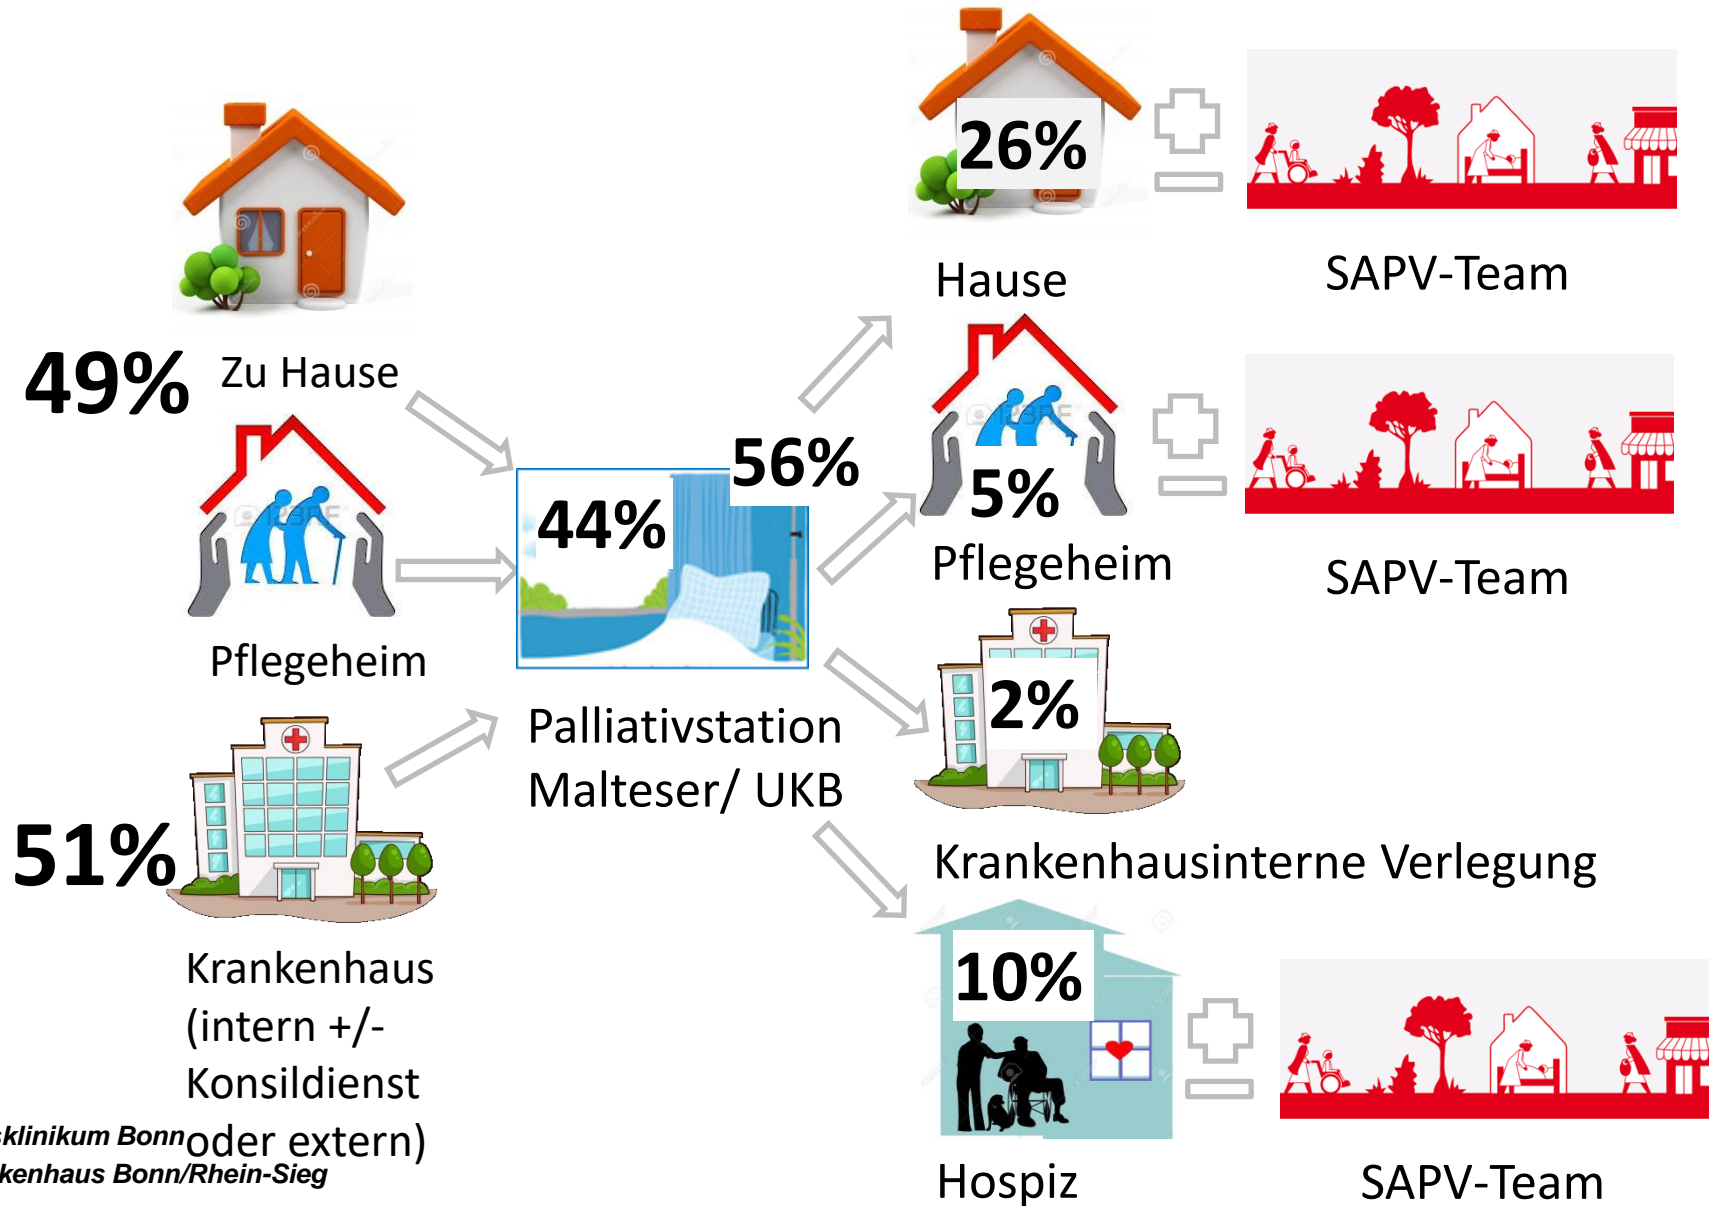 49%
Zu Hause
Pflegeheim
51%
Krankenhaus
(intern +/-
Konsildienst
oder extern)
sklinikum Bonn
kenhaus Bonn/Rhein-Sieg
44%
56%
Palliativstation
Malteser/ UKB
26%
Hause
SAPV-Team
5%
Pflegeheim
SAPV-Team
2%
Krankenhausinterne Verlegung
10%
Hospiz
SAPV-Team